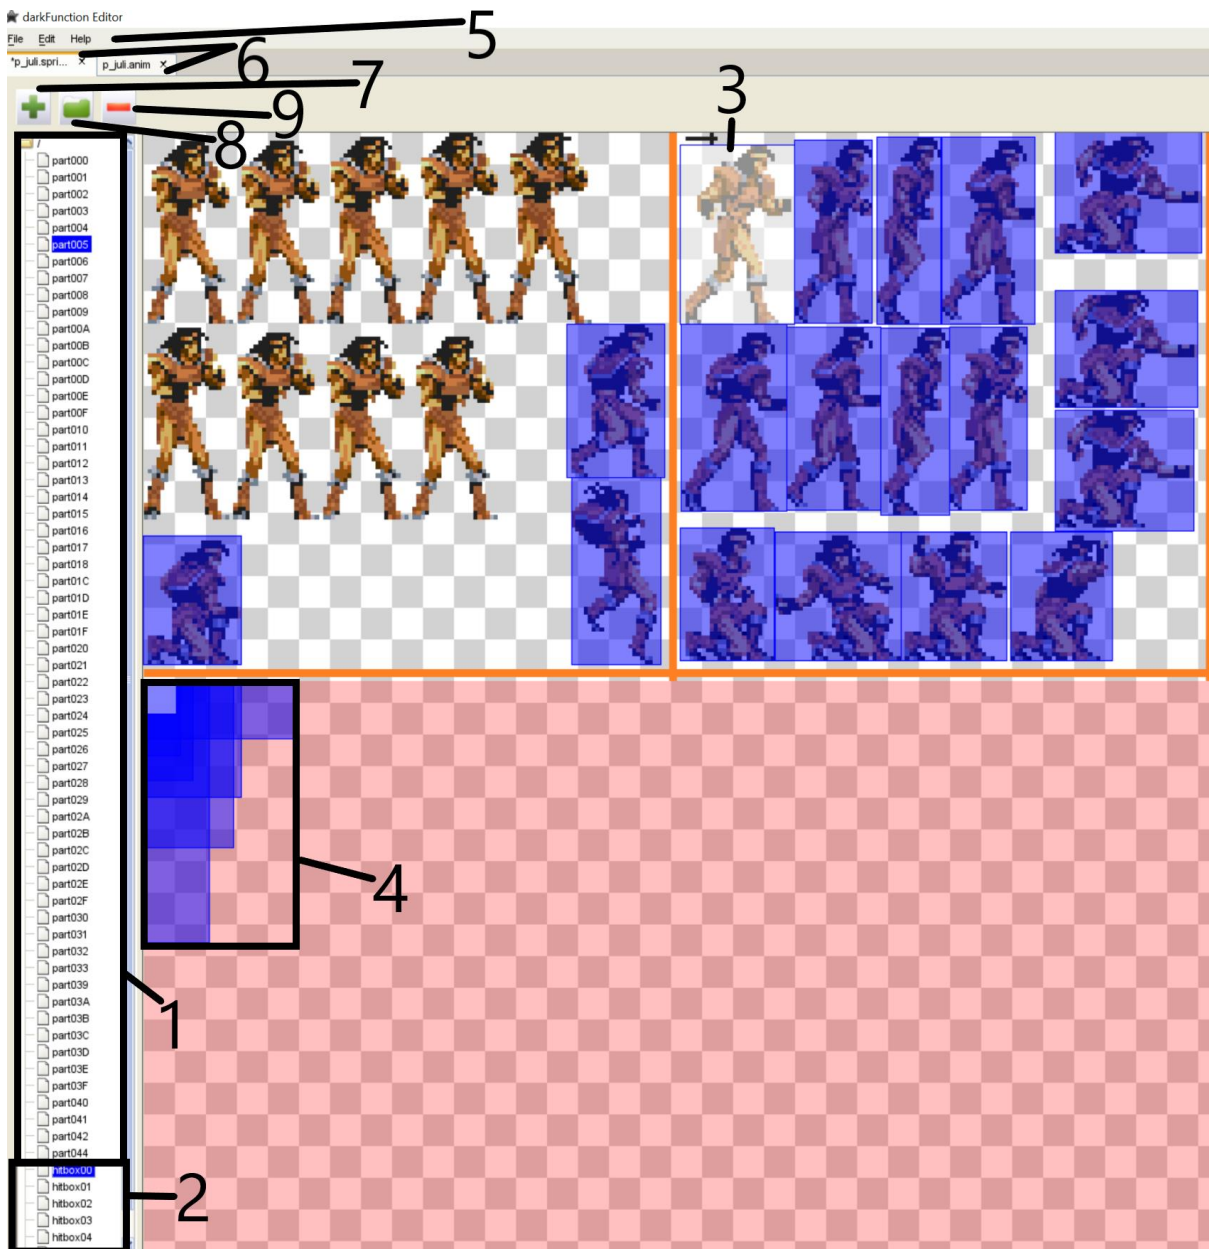 darkFunction Editor
File Edit Help
*p_juli.spri... x p_juli.anim x
5
6
7
8
9
3
/
part000
part001
part002
part003
part004
part005
part006
part007
part008
part009
part00A
part00B
part00C
part00D
part00E
part00F
part010
part011
part012
part013
part014
part015
part016
part017
part018
part01C
part01D
part01E
part01F
part020
part021
part022
part023
part024
part025
part026
part027
part028
part029
part02A
part02B
part02C
part02D
part02E
part02F
part030
part031
part032
part033
part039
part03A
part03B
part03C
part03D
part03E
part03F
part040
part041
part042
part044
hitbox00
hitbox01
hitbox02
hitbox03
hitbox04
4
1
2